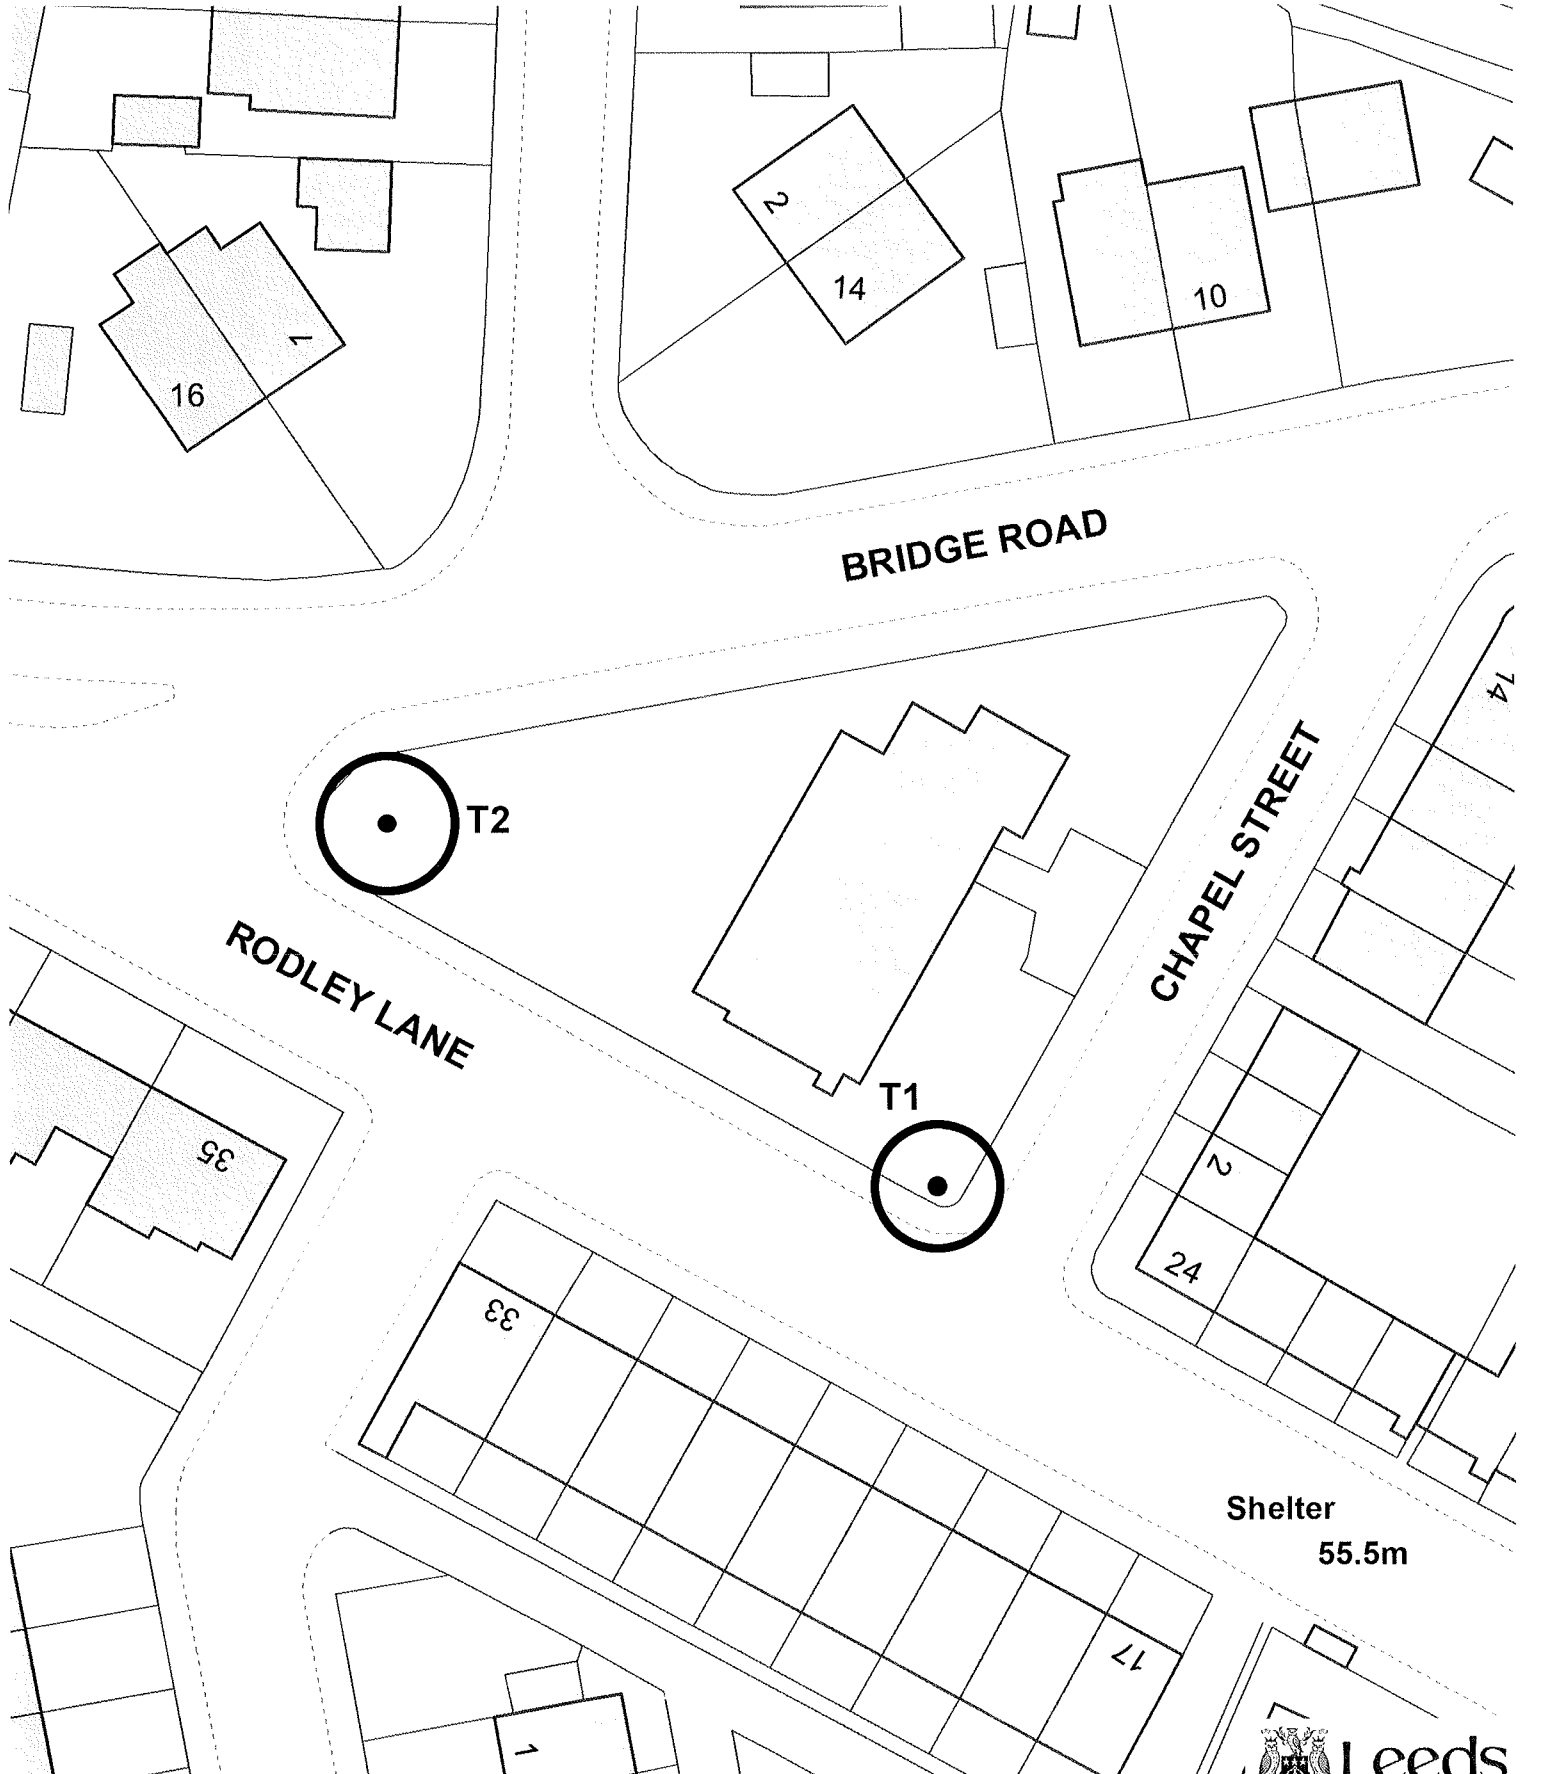 2
14
10
1
16
BRIDGE ROAD
14
T2
CHAPEL STREET
RODLEY LANE
T1
35
2
24
33
Shelter
55.5m
17
1
Leeds